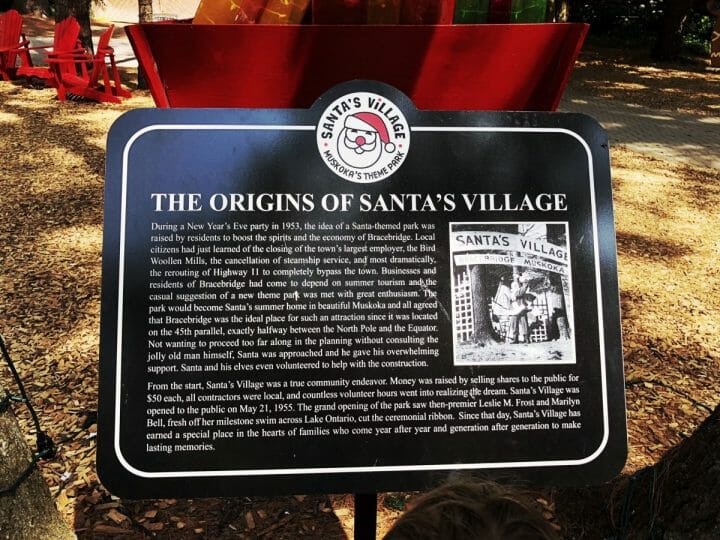 SANTA'S VILLAGE
MUSKOKA'S THEME PARK
THE ORIGINS OF SANTA'S VILLAGE
During a New Year's Eve party in 1953, the idea of a Santa-themed park was
raised by residents to boost the spirits and the economy of Bracebridge. Local
citizens had just learned of the closing of the town's largest employer, the Bird
Woollen Mills, the cancellation of steamship service, and most dramatically,
the rerouting of Highway 11 to completely bypass the town. Businesses and
residents of Bracebridge had come to depend on summer tourism and the
casual suggestion of a new theme park was met with great enthusiasm. The
park would become Santa's summer home in beautiful Muskoka and all agreed
that Bracebridge was the ideal place for such an attraction since it was located
on the 45th parallel, exactly halfway between the North Pole and the Equator.
Not wanting to proceed too far along in the planning without consulting the
jolly old man himself, Santa was approached and he gave his overwhelming
support. Santa and his elves even volunteered to help with the construction.
SANTA'S VILLAGE
BRACEBRIDGE MUSKOKA
From the start, Santa's Village was a true community endeavor. Money was raised by selling shares to the public for
$50 each, all contractors were local, and countless volunteer hours went into realizing the dream. Santa's Village was
opened to the public on May 21, 1955. The grand opening of the park saw then-premier Leslie M. Frost and Marilyn
Bell, fresh off her milestone swim across Lake Ontario, cut the ceremonial ribbon. Since that day, Santa's Village has
earned a special place in the hearts of families who come year after year and generation after generation to make
lasting memories.